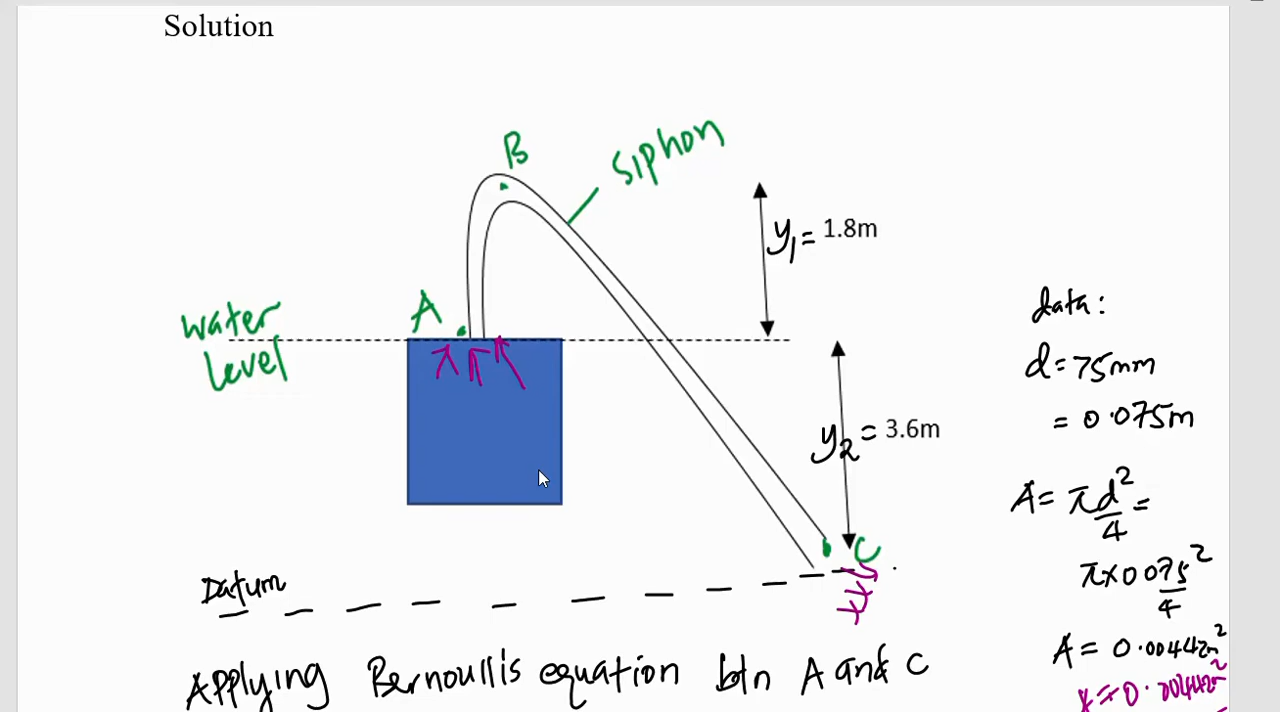 Solution
B
siphon
y1 = 1.8m
A
water
level
y2 = 3.6m
C
Datum
data:
d = 75mm
= 0.075m
A = πd²/4 =
π×0.075²/4
A = 0.00442m²
Applying Bernoulli's equation btn A and C